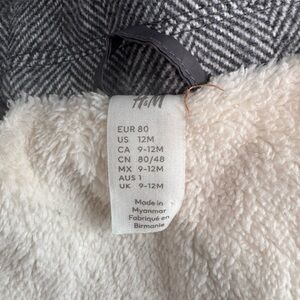 H&M
EUR 80
US 12M
CA 9-12M
CN 80/48
MX 9-12M
AUS 1
UK 9-12M
Made in
Myanmar
Fabriqué en
Birmanie